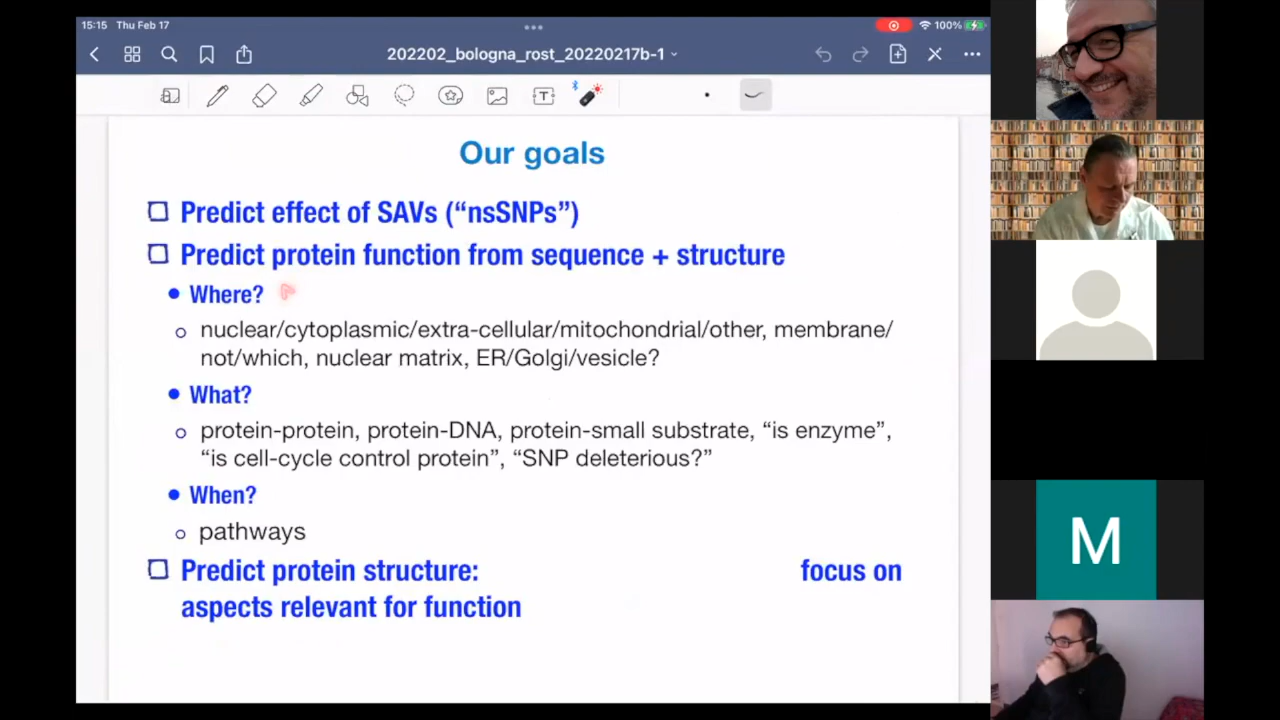 15:15 Thu Feb 17
100%
202202_bologna_rost_20220217b-1
T
Our goals
Predict effect of SAVs (“nsSNPs”)
Predict protein function from sequence + structure
Where?
nuclear/cytoplasmic/extra-cellular/mitochondrial/other, membrane/
not/which, nuclear matrix, ER/Golgi/vesicle?
What?
protein-protein, protein-DNA, protein-small substrate, “is enzyme”,
“is cell-cycle control protein”, “SNP deleterious?”
When?
pathways
Predict protein structure: focus on
aspects relevant for function
M